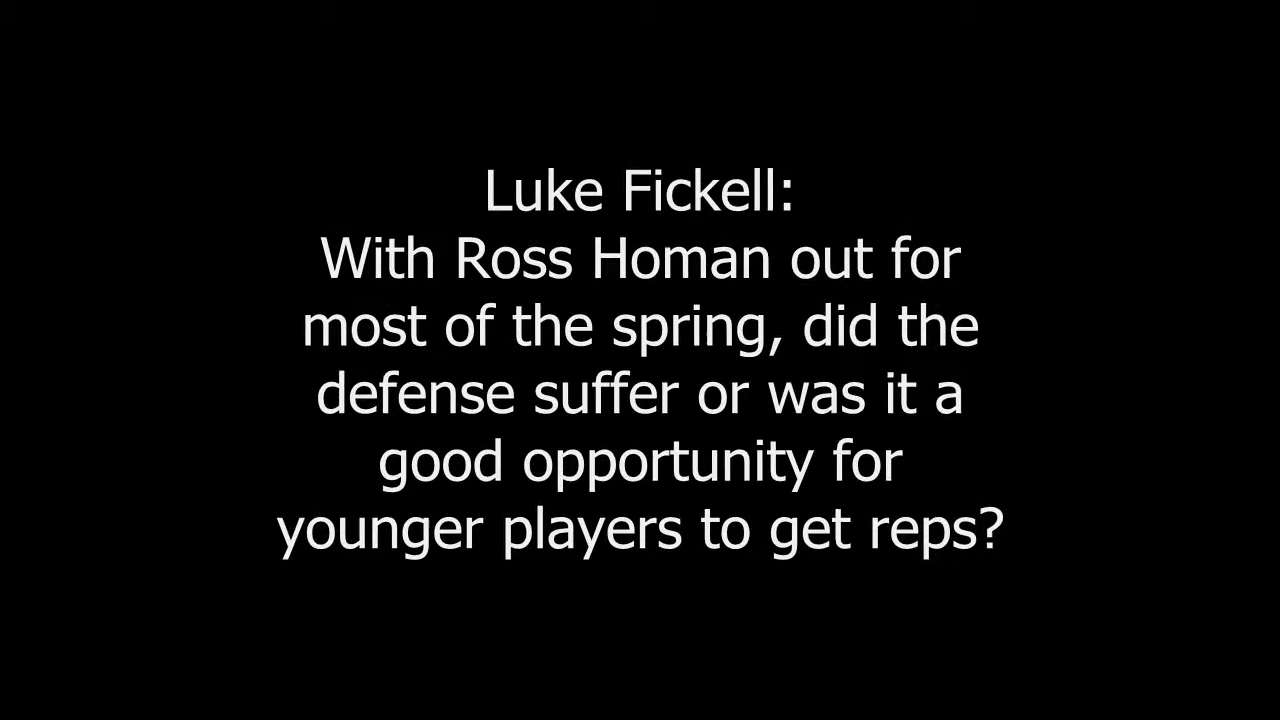 Luke Fickell:
With Ross Homan out for
most of the spring, did the
defense suffer or was it a
good opportunity for
younger players to get reps?